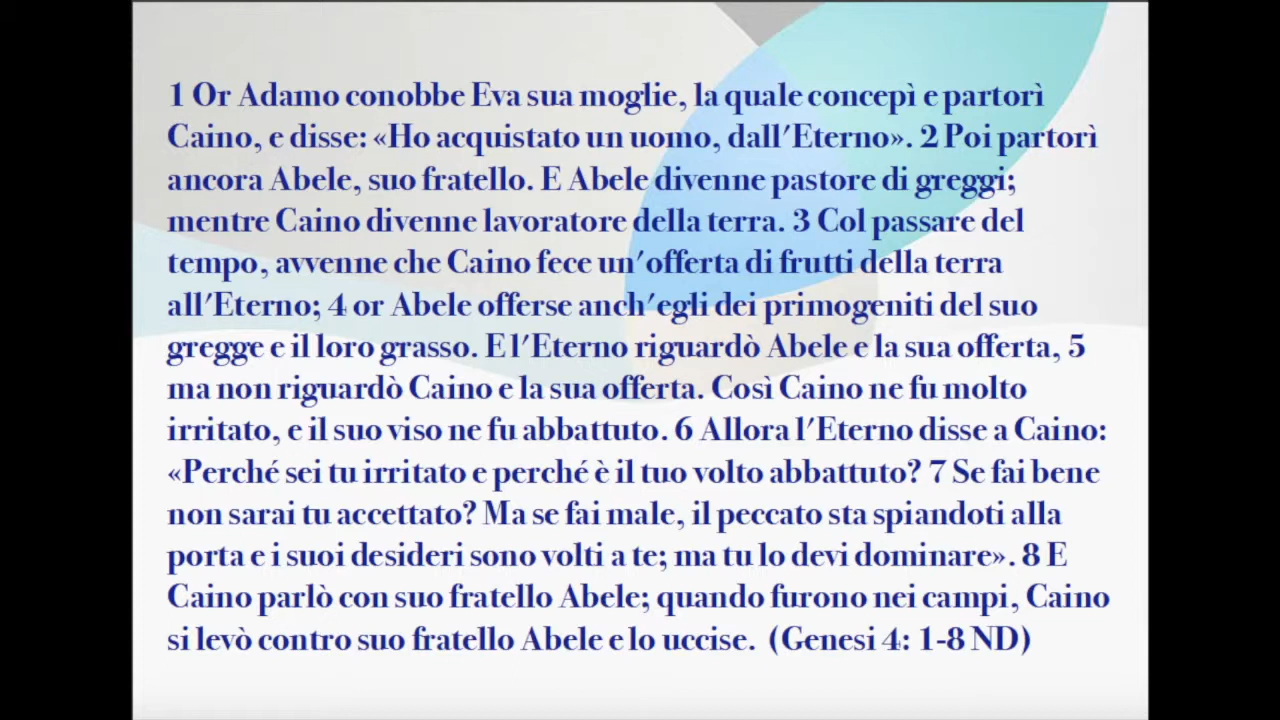 1 Or Adamo conobbe Eva sua moglie, la quale concepì e partorì
Caino, e disse: «Ho acquistato un uomo, dall'Eterno». 2 Poi partorì
ancora Abele, suo fratello. E Abele divenne pastore di greggi;
mentre Caino divenne lavoratore della terra. 3 Col passare del
tempo, avvenne che Caino fece un'offerta di frutti della terra
all'Eterno; 4 or Abele offerse anch'egli dei primogeniti del suo
gregge e il loro grasso. E l'Eterno riguardò Abele e la sua offerta, 5
ma non riguardò Caino e la sua offerta. Così Caino ne fu molto
irritato, e il suo viso ne fu abbattuto. 6 Allora l'Eterno disse a Caino:
«Perché sei tu irritato e perché è il tuo volto abbattuto? 7 Se fai bene
non sarai tu accettato? Ma se fai male, il peccato sta spiandoti alla
porta e i suoi desideri sono volti a te; ma tu lo devi dominare». 8 E
Caino parlò con suo fratello Abele; quando furono nei campi, Caino
si levò contro suo fratello Abele e lo uccise. (Genesi 4: 1-8 ND)